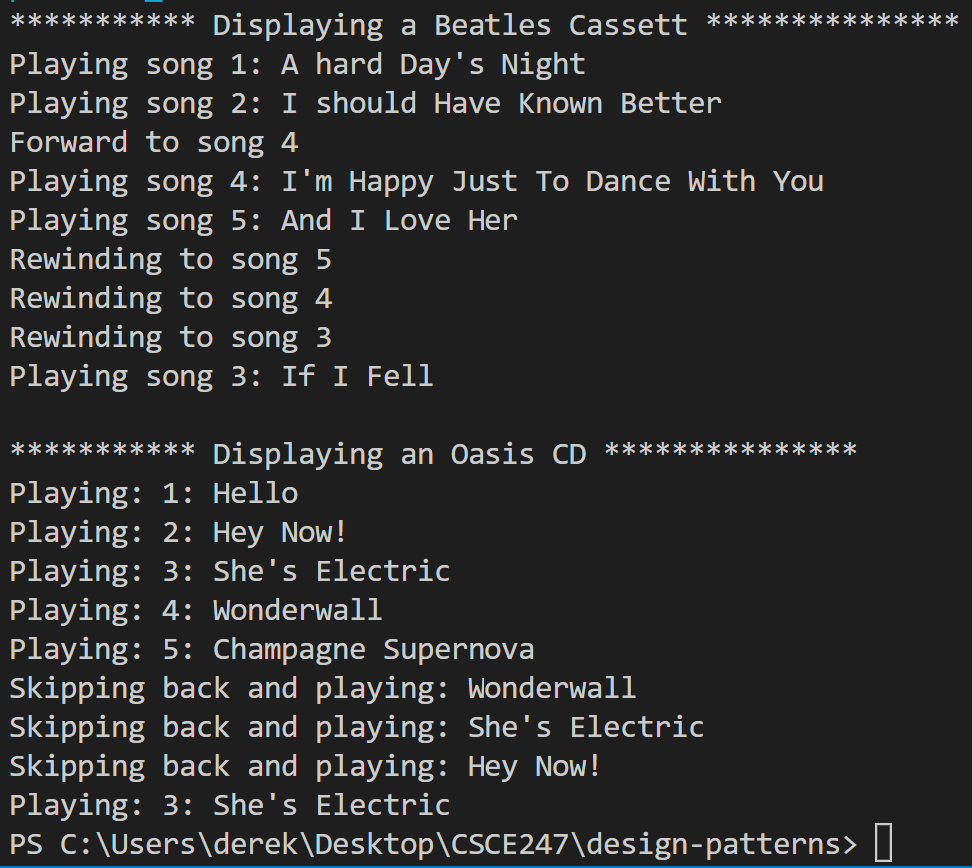 *********** Displaying a Beatles Cassett ***************
Playing song 1: A hard Day's Night
Playing song 2: I should Have Known Better
Forward to song 4
Playing song 4: I'm Happy Just To Dance With You
Playing song 5: And I Love Her
Rewinding to song 5
Rewinding to song 4
Rewinding to song 3
Playing song 3: If I Fell
*********** Displaying an Oasis CD ***************
Playing: 1: Hello
Playing: 2: Hey Now!
Playing: 3: She's Electric
Playing: 4: Wonderwall
Playing: 5: Champagne Supernova
Skipping back and playing: Wonderwall
Skipping back and playing: She's Electric
Skipping back and playing: Hey Now!
Playing: 3: She's Electric
PS C:\Users\derek\Desktop\CSCE247\design-patterns>